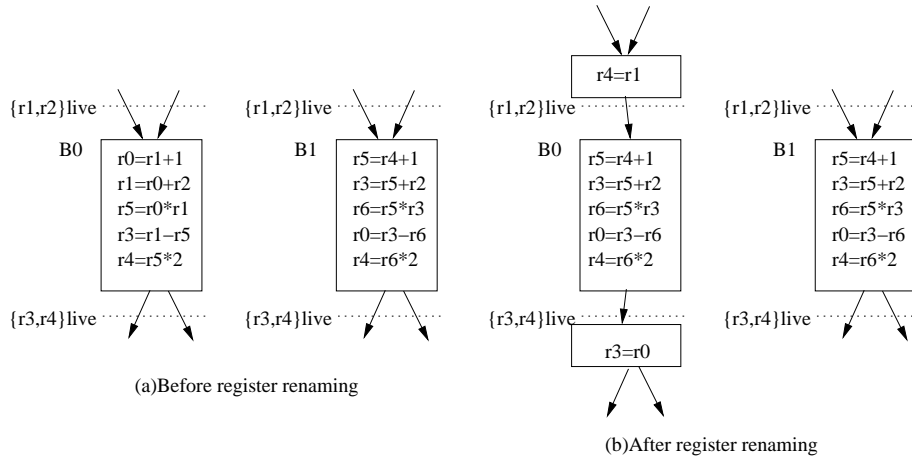 {r1,r2}live
B0
r0=r1+1
r1=r0+r2
r5=r0*r1
r3=r1−r5
r4=r5*2
{r3,r4}live
{r1,r2}live
B1
r5=r4+1
r3=r5+r2
r6=r5*r3
r0=r3−r6
r4=r6*2
{r3,r4}live
(a)Before register renaming
r4=r1
{r1,r2}live
B0
r5=r4+1
r3=r5+r2
r6=r5*r3
r0=r3−r6
r4=r6*2
{r3,r4}live
r3=r0
{r1,r2}live
B1
r5=r4+1
r3=r5+r2
r6=r5*r3
r0=r3−r6
r4=r6*2
{r3,r4}live
(b)After register renaming